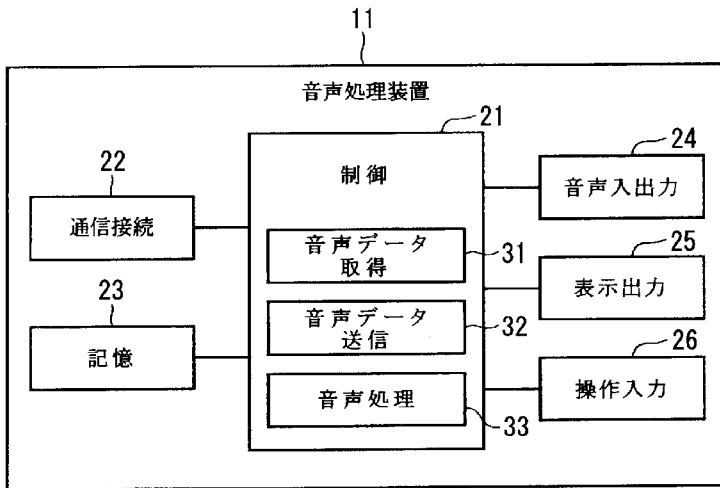 11
音声処理装置
21
制御
22
通信接続
23
記憶
音声データ
取得
31
音声データ
送信
32
音声処理
33
24
音声入出力
25
表示出力
26
操作入力